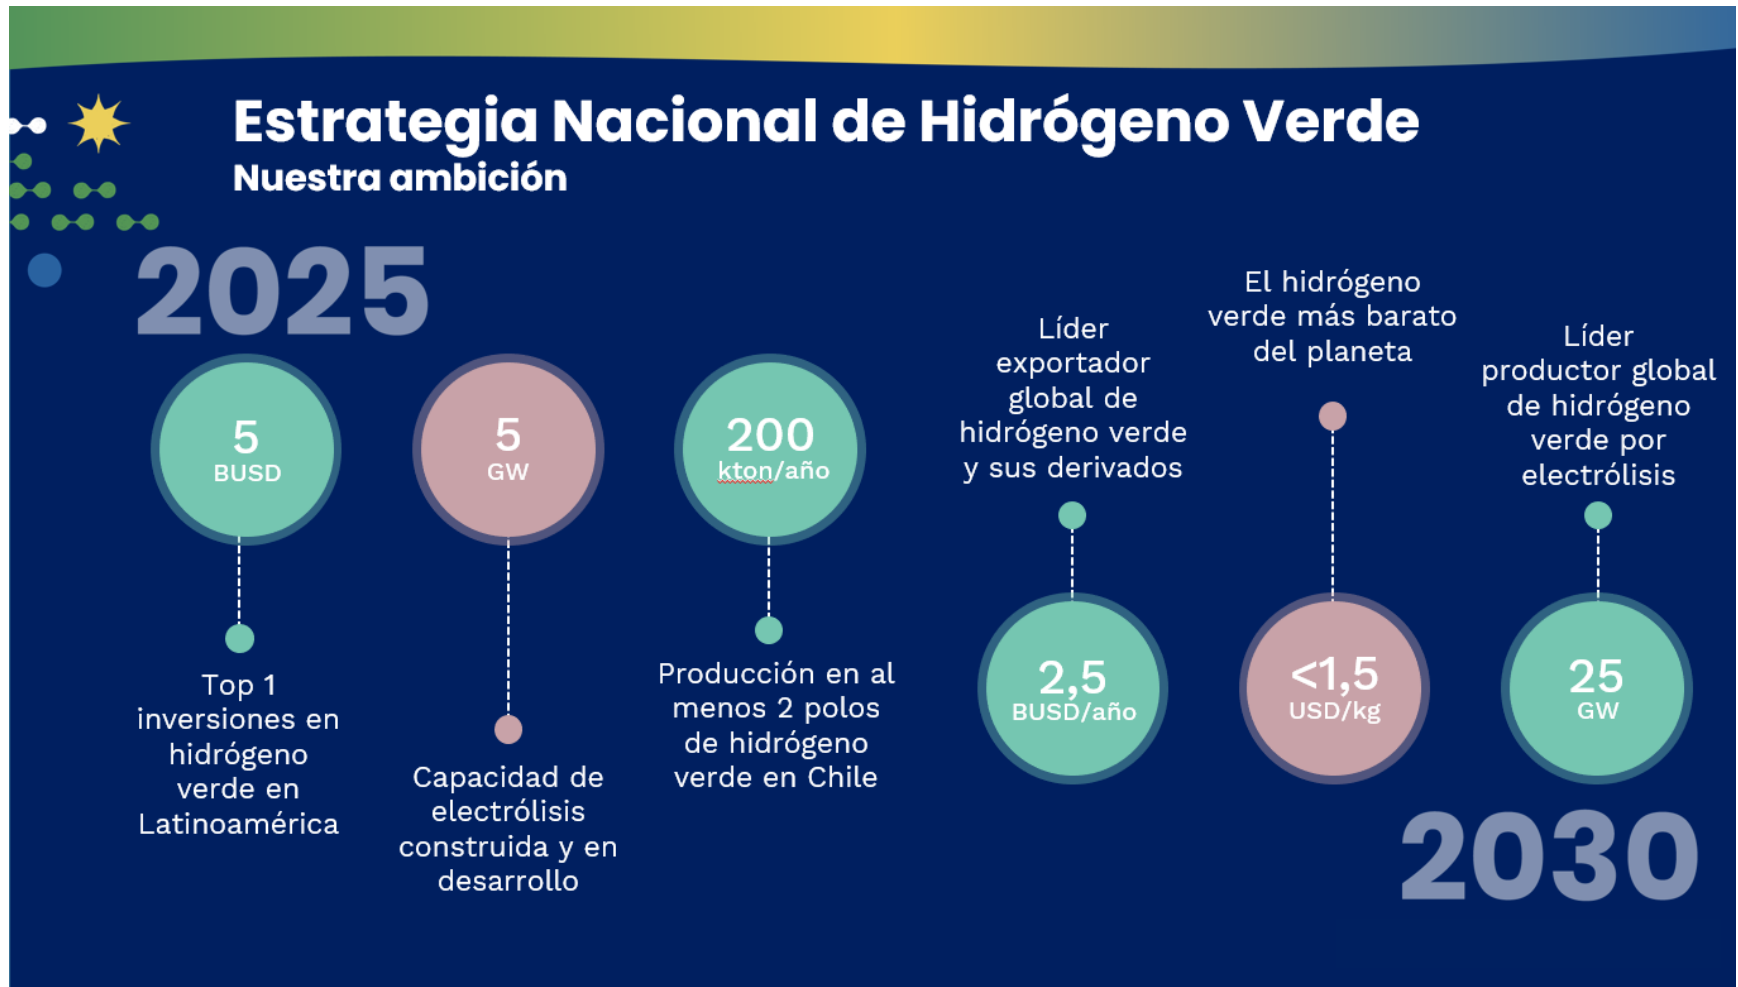 Estrategia Nacional de Hidrógeno Verde
Nuestra ambición
2025
5
BUSD
Top 1
inversiones en
hidrógeno
verde en
Latinoamérica
5
GW
Capacidad de
electrólisis
construida y en
desarrollo
200
kton/año
Producción en al
menos 2 polos
de hidrógeno
verde en Chile
Líder
exportador
global de
hidrógeno verde
y sus derivados
2,5
BUSD/año
El hidrógeno
verde más barato
del planeta
<1,5
USD/kg
Líder
productor global
de hidrógeno
verde por
electrólisis
25
GW
2030